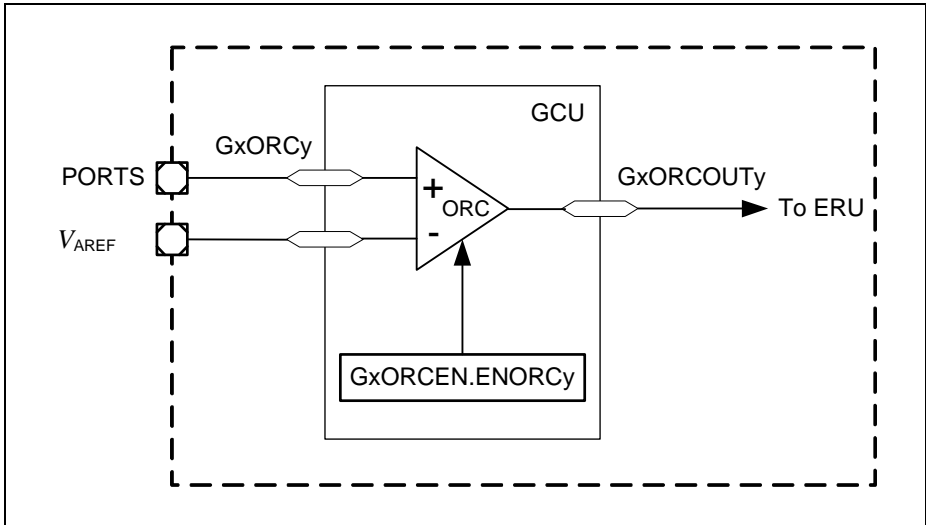 GCU
GxORCy
PORTS
GxORCOUTy
+
ORC
To ERU
VAREF
-
GxORCEN.ENORCy